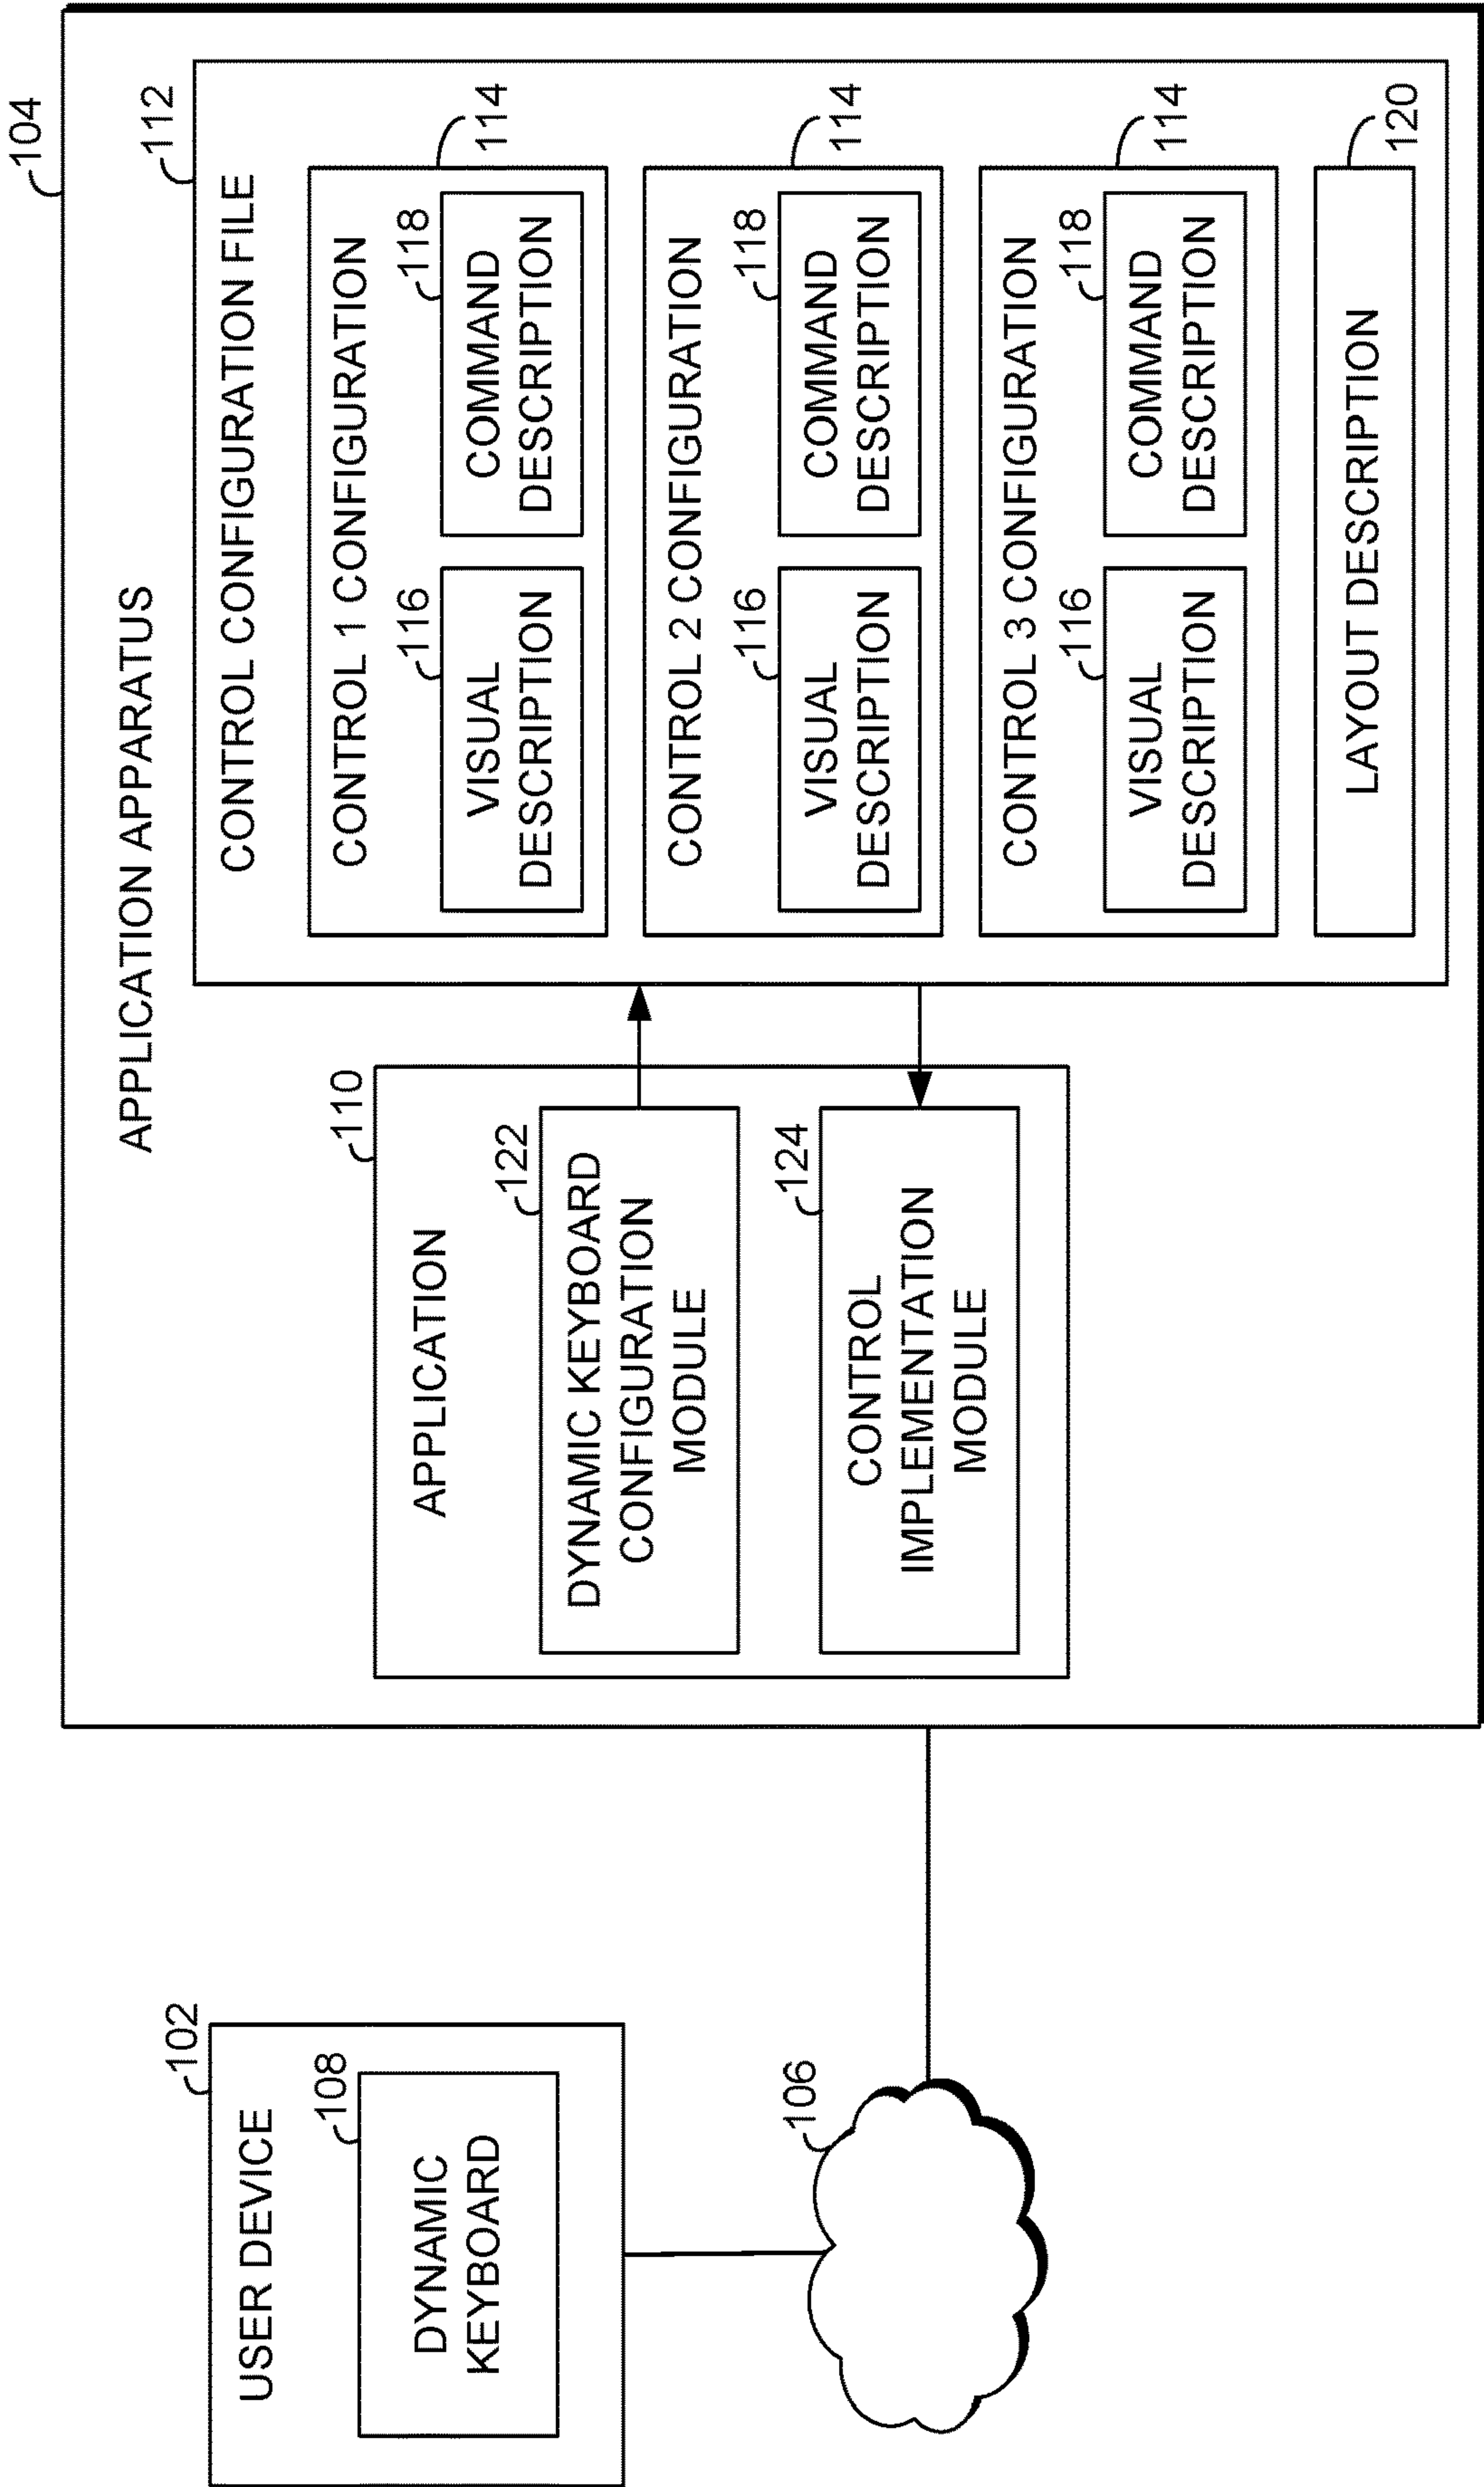 USER DEVICE
102
DYNAMIC
KEYBOARD
108
106
APPLICATION APPARATUS
104
APPLICATION
110
DYNAMIC KEYBOARD
CONFIGURATION
MODULE
122
CONTROL
IMPLEMENTATION
MODULE
124
CONTROL CONFIGURATION FILE
112
CONTROL 1 CONFIGURATION
114
VISUAL
DESCRIPTION
116
COMMAND
DESCRIPTION
118
CONTROL 2 CONFIGURATION
114
VISUAL
DESCRIPTION
116
COMMAND
DESCRIPTION
118
CONTROL 3 CONFIGURATION
114
VISUAL
DESCRIPTION
116
COMMAND
DESCRIPTION
118
LAYOUT DESCRIPTION
120